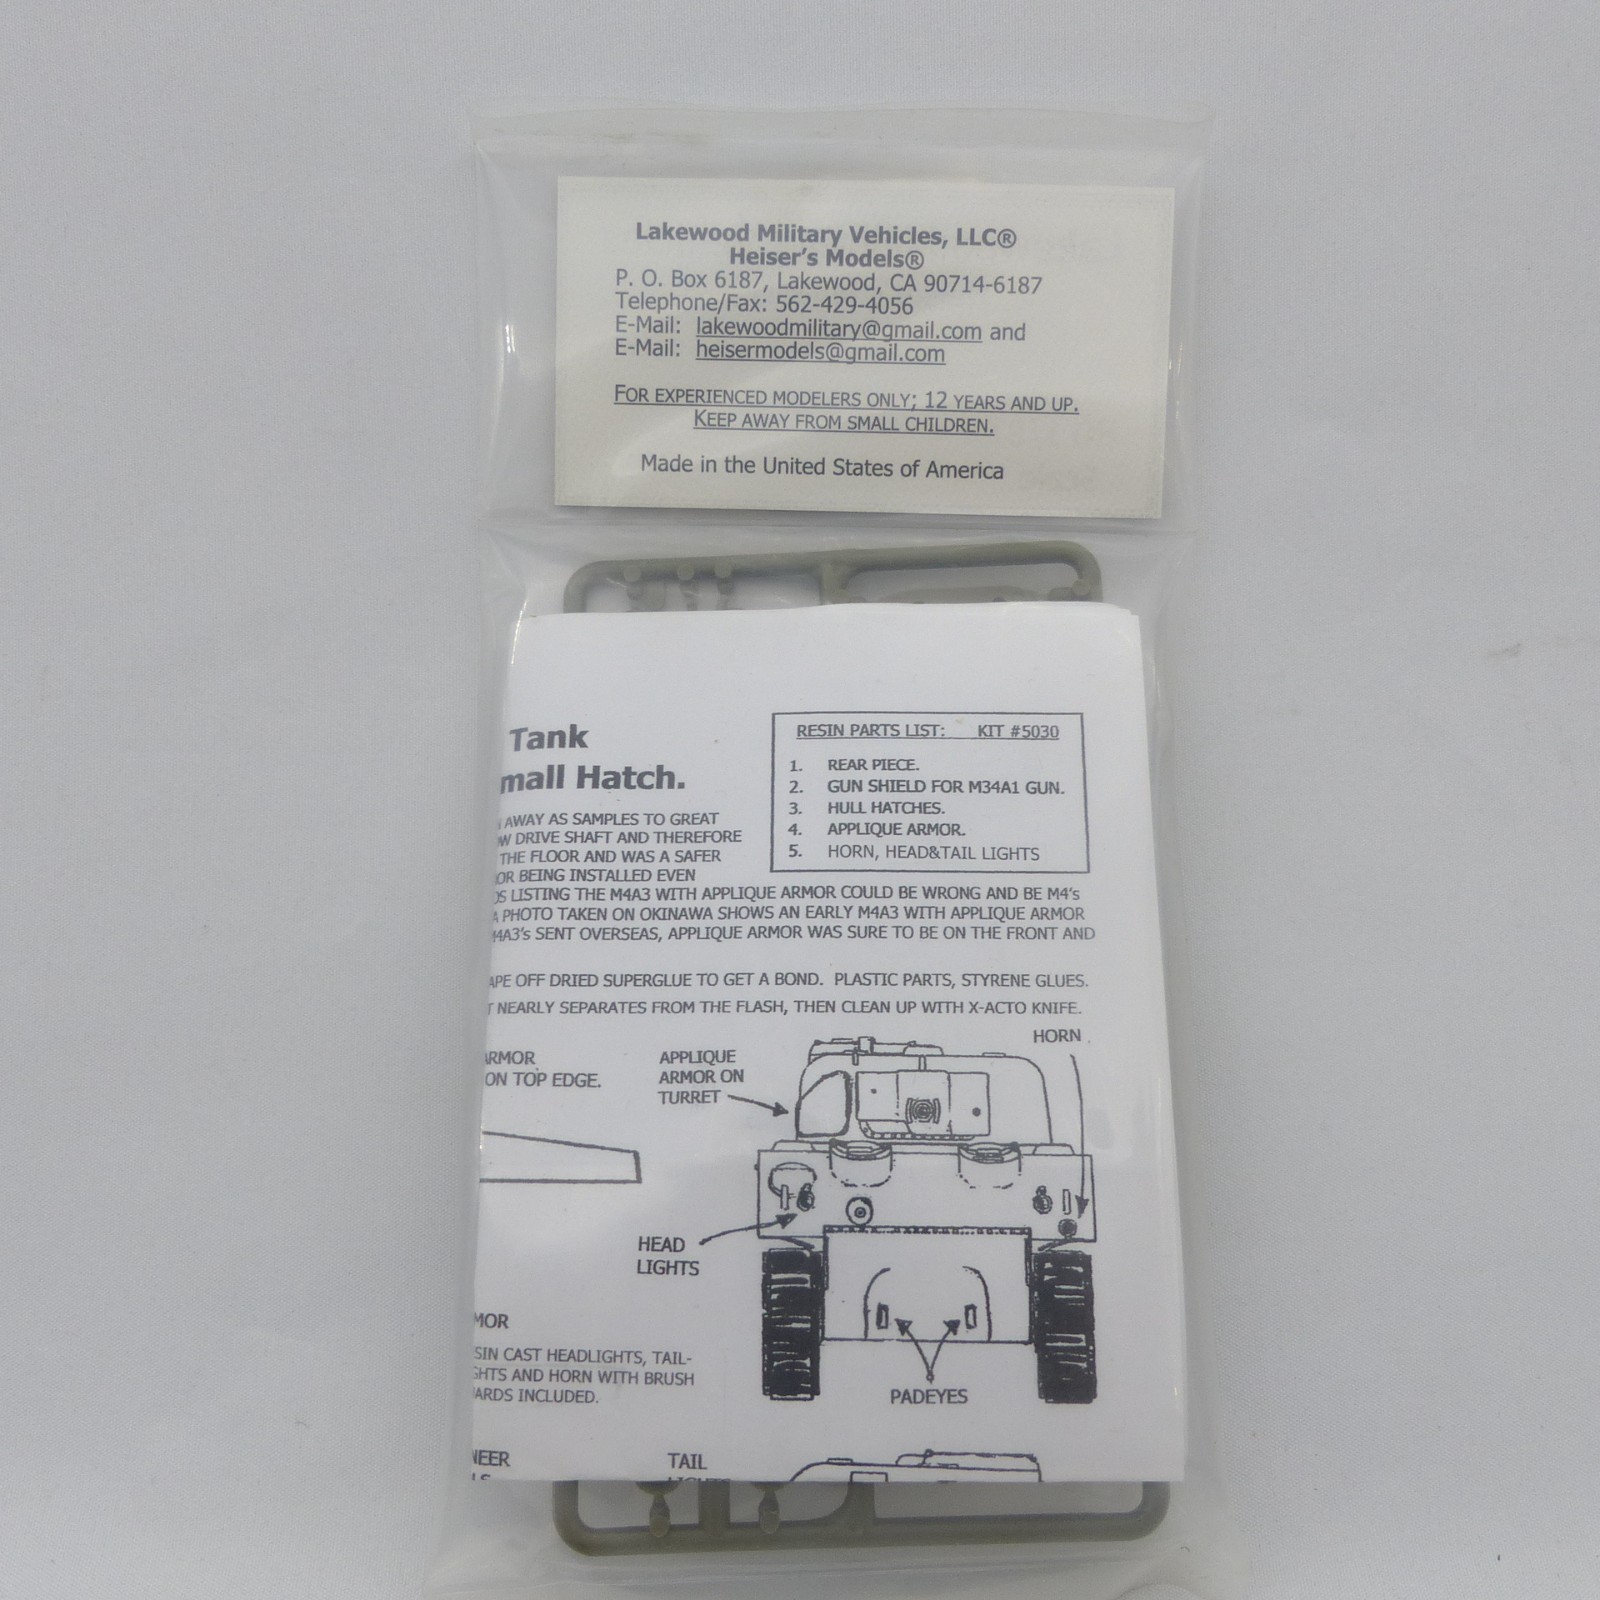 Lakewood Military Vehicles, LLC®
Heiser's Models®
P. O. Box 6187, Lakewood, CA 90714-6187
Telephone/Fax: 562-429-4056
E-Mail: lakewoodmilitary@gmail.com and
E-Mail: heisermodels@gmail.com
FOR EXPERIENCED MODELERS ONLY; 12 YEARS AND UP.
KEEP AWAY FROM SMALL CHILDREN.
Made in the United States of America
Tank
mall Hatch.
RESIN PARTS LIST: KIT #5030
1. REAR PIECE.
2. GUN SHIELD FOR M34A1 GUN.
3. HULL HATCHES.
4. APPLIQUE ARMOR.
5. HORN, HEAD&TAIL LIGHTS
AWAY AS SAMPLES TO GREAT
W DRIVE SHAFT AND THEREFORE
THE FLOOR AND WAS A SAFER
OR BEING INSTALLED EVEN
DS LISTING THE M4A3 WITH APPLIQUE ARMOR COULD BE WRONG AND BE M4's
A PHOTO TAKEN ON OKINAWA SHOWS AN EARLY M4A3 WITH APPLIQUE ARMOR
M4A3's SENT OVERSEAS, APPLIQUE ARMOR WAS SURE TO BE ON THE FRONT AND
APE OFF DRIED SUPERGLUE TO GET A BOND. PLASTIC PARTS, STYRENE GLUES.
T NEARLY SEPARATES FROM THE FLASH, THEN CLEAN UP WITH X-ACTO KNIFE.
HORN
ARMOR
ON TOP EDGE.
APPLIQUE
ARMOR ON
TURRET
HEAD
LIGHTS
MOR
SIN CAST HEADLIGHTS, TAIL-
GHTS AND HORN WITH BRUSH
ARDS INCLUDED.
PADEYES
NEER
TAIL
LIGHTS